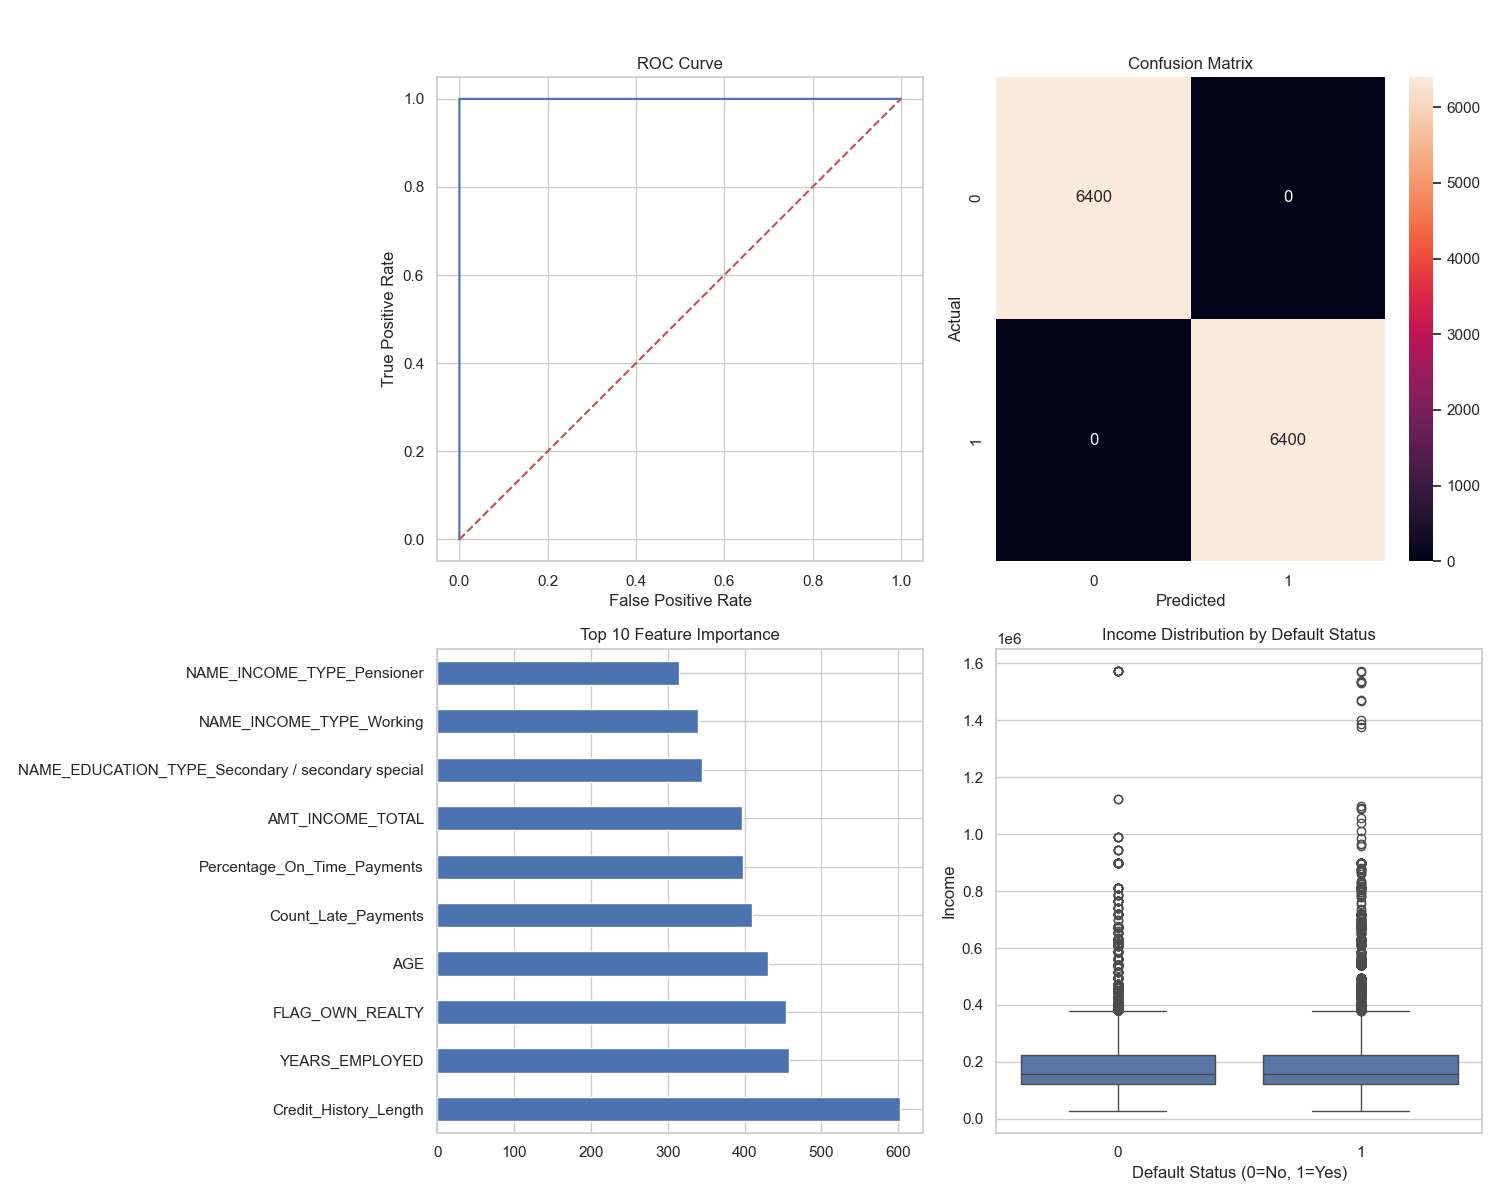 ROC Curve
1.0
0.8
0.6
0.4
0.2
0.0
True Positive Rate
0.0 0.2 0.4 0.6 0.8 1.0
False Positive Rate
Confusion Matrix
6400 0
0 6400
0
1
Actual
0 1
Predicted
6000
5000
4000
3000
2000
1000
0
Top 10 Feature Importance
NAME_INCOME_TYPE_Pensioner
NAME_INCOME_TYPE_Working
NAME_EDUCATION_TYPE_Secondary / secondary special
AMT_INCOME_TOTAL
Percentage_On_Time_Payments
Count_Late_Payments
AGE
FLAG_OWN_REALTY
YEARS_EMPLOYED
Credit_History_Length
0 100 200 300 400 500 600
Income Distribution by Default Status
1e6
1.6
1.4
1.2
1.0
0.8
0.6
0.4
0.2
0.0
Income
0 1
Default Status (0=No, 1=Yes)